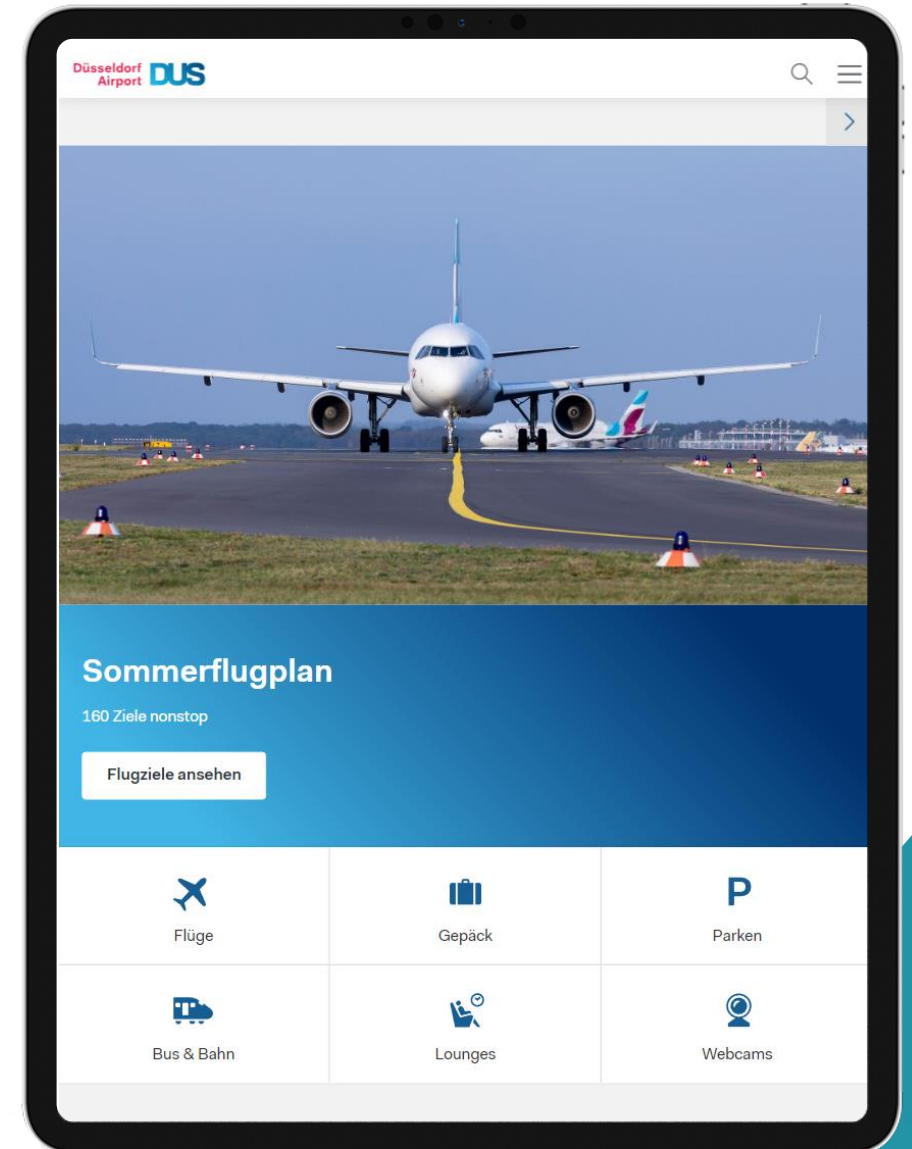 Düsseldorf
Airport DUS
Sommerflugplan
160 Ziele nonstop
Flugziele ansehen
Flüge
Gepäck
P
Parken
Bus & Bahn
Lounges
Webcams